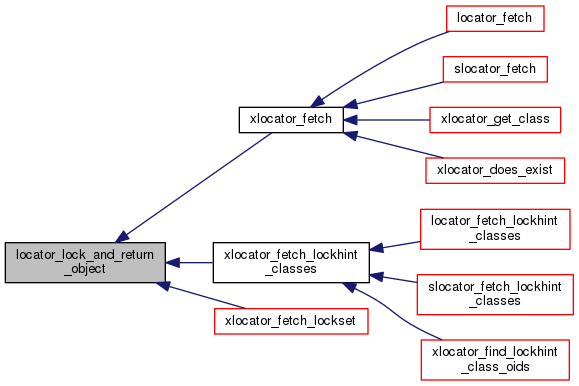 locator_fetch
slocator_fetch
xlocator_fetch
xlocator_get_class
xlocator_does_exist
locator_lock_and_return
_object
xlocator_fetch_lockhint
_classes
locator_fetch_lockhint
_classes
slocator_fetch_lockhint
_classes
xlocator_fetch_lockset
xlocator_find_lockhint
_class_oids